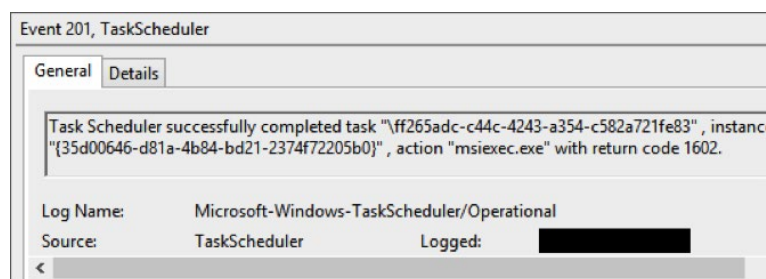 Event 201, TaskScheduler
General Details
Task Scheduler successfully completed task "\ff265adc-c44c-4243-a354-c582a721fe83" , instance
"{35d00646-d81a-4b84-bd21-2374f72205b0}" , action "msiexec.exe" with return code 1602.
Log Name: Microsoft-Windows-TaskScheduler/Operational
Source: TaskScheduler Logged: